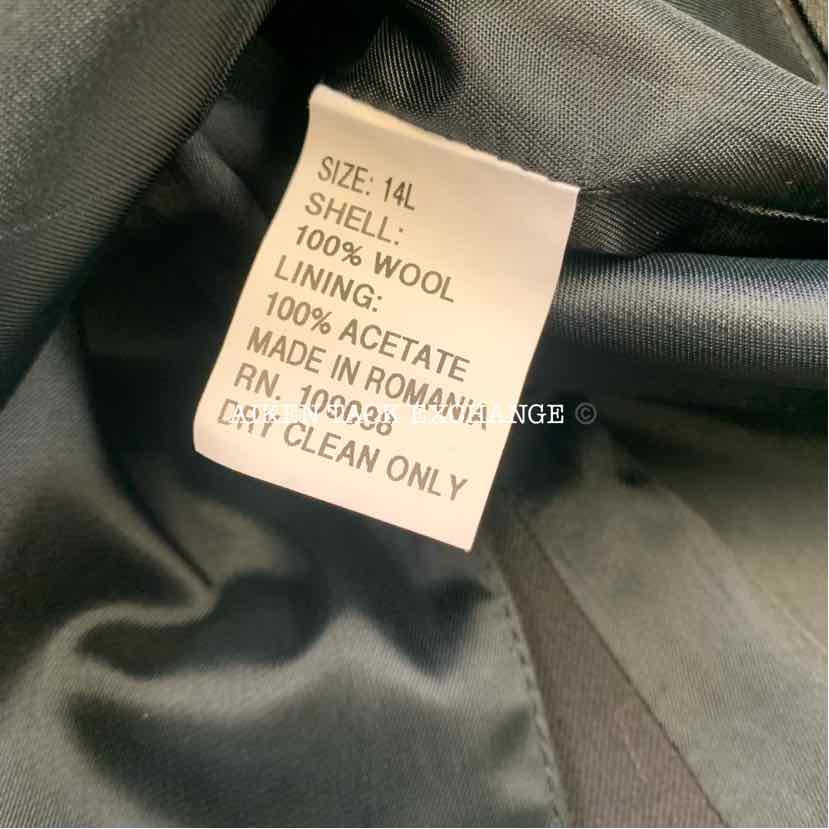 SIZE: 14L
SHELL:
100% WOOL
LINING:
100% ACETATE
MADE IN ROMANIA
RN.
AIKEN TACK EXCHANGE ©
DRY CLEAN ONLY